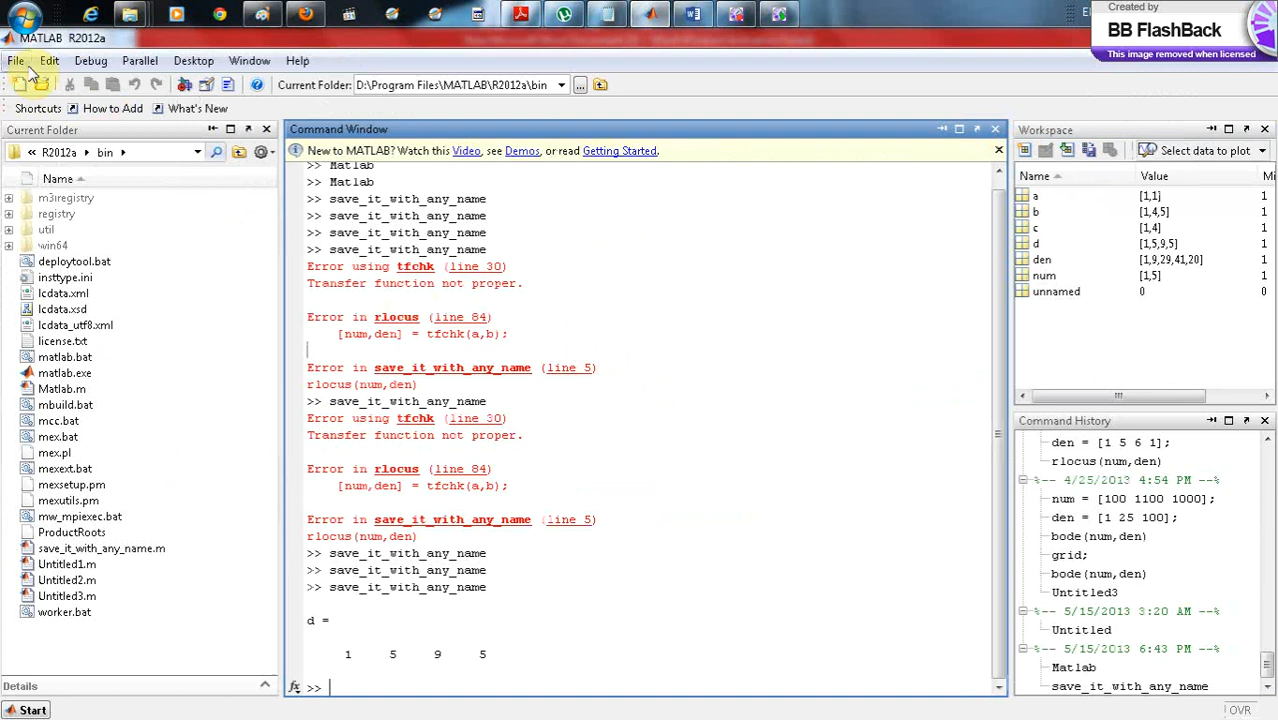 Created by
BB FlashBack
This image removed when licensed
MATLAB R2012a
File Edit Debug Parallel Desktop Window Help
Current Folder: D:\Program Files\MATLAB\R2012a\bin
Shortcuts How to Add What's New
Current Folder
« R2012a bin
Name
m3iregistry
registry
util
win64
deploytool.bat
insttype.ini
lcdata.xml
lcdata.xsd
lcdata_utf8.xml
license.txt
matlab.bat
matlab.exe
Matlab.m
mbuild.bat
mcc.bat
mex.bat
mex.pl
mexext.bat
mexsetup.pm
mexutils.pm
mw_mpiexec.bat
ProductRoots
save_it_with_any_name.m
Untitled1.m
Untitled2.m
Untitled3.m
worker.bat
Details
Start
Command Window
New to MATLAB? Watch this Video, see Demos, or read Getting Started.
>> Matlab
>> Matlab
>> save_it_with_any_name
>> save_it_with_any_name
>> save_it_with_any_name
>> save_it_with_any_name
Error using tfchk (line 30)
Transfer function not proper.
Error in rlocus (line 84)
[num,den] = tfchk(a,b);
Error in save_it_with_any_name (line 5)
rlocus(num,den)
>> save_it_with_any_name
Error using tfchk (line 30)
Transfer function not proper.
Error in rlocus (line 84)
[num,den] = tfchk(a,b);
Error in save_it_with_any_name (line 5)
rlocus(num,den)
>> save_it_with_any_name
>> save_it_with_any_name
>> save_it_with_any_name
d =
1 5 9 5
fx >>
Workspace
Select data to plot
Name Value Mi
a [1,1] 1
b [1,4,5] 1
c [1,4] 1
d [1,5,9,5] 1
den [1,9,29,41,20] 1
num [1,5] 1
unnamed 0 0
Command History
den = [1 5 6 1];
rlocus(num,den)
%-- 4/25/2013 4:54 PM --%
num = [100 1100 1000];
den = [1 25 100];
bode(num,den)
grid;
bode(num,den)
Untitled3
%-- 5/15/2013 3:20 AM --%
Untitled
%-- 5/15/2013 6:43 PM --%
Matlab
save_it_with_any_name
OVR